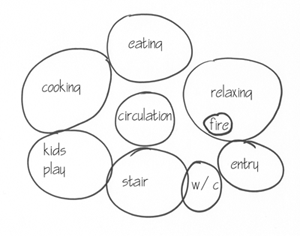 eating
cooking
relaxing
circulation
fire
kids
play
stair
w/c
entry